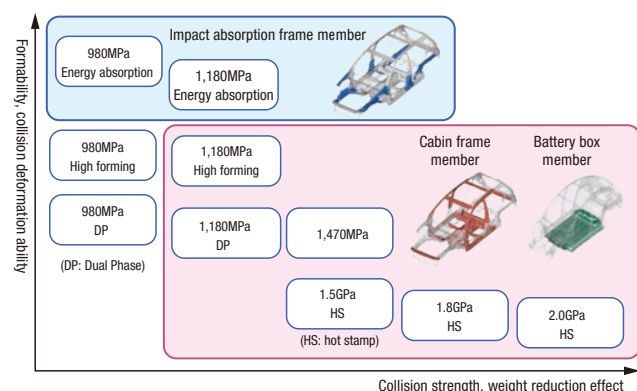 Formability, collision deformation ability
Impact absorption frame member
980MPa
Energy absorption
1,180MPa
Energy absorption
980MPa
High forming
1,180MPa
High forming
Cabin frame
member
Battery box
member
980MPa
DP
1,180MPa
DP
1,470MPa
(DP: Dual Phase)
1.5GPa
HS
1.8GPa
HS
2.0GPa
HS
(HS: hot stamp)
Collision strength, weight reduction effect